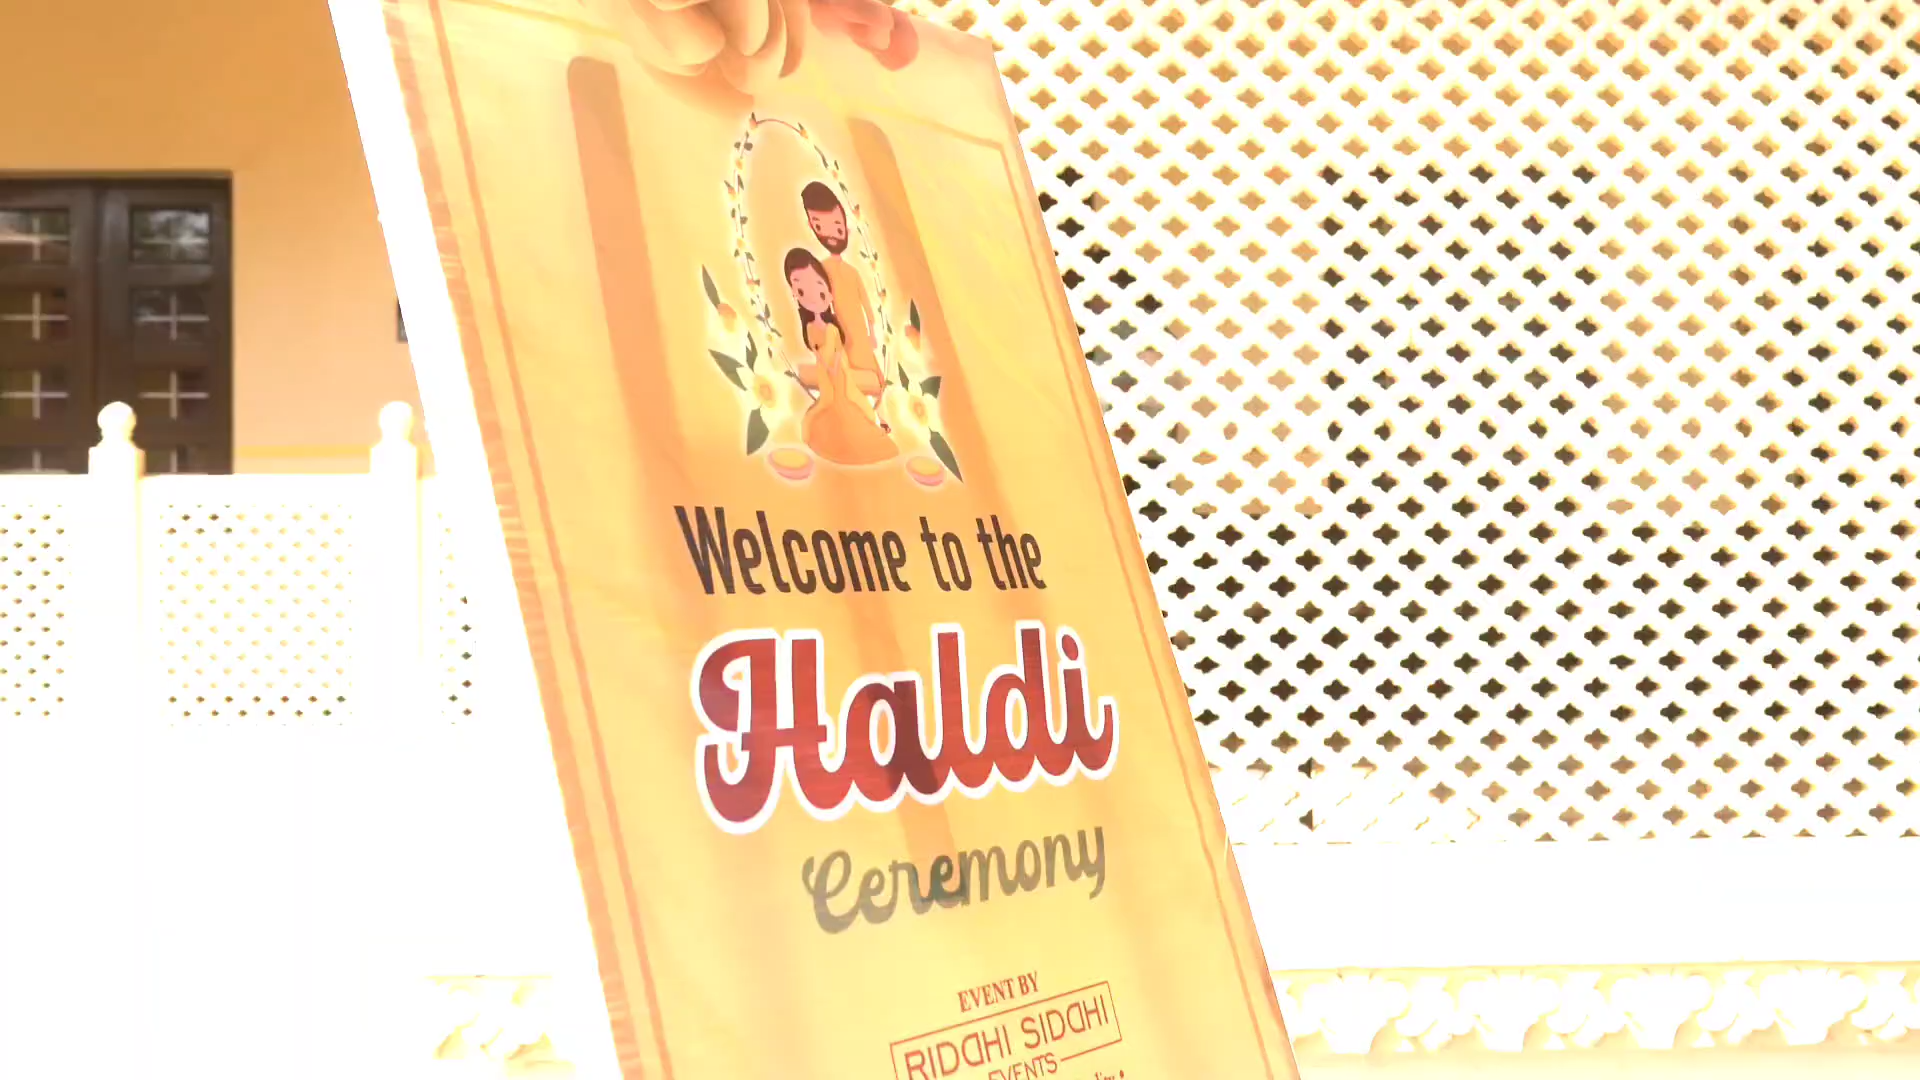 Welcome to the
Haldi
Ceremony
EVENT BY
RIDDHI SIDDHI
EVENTS